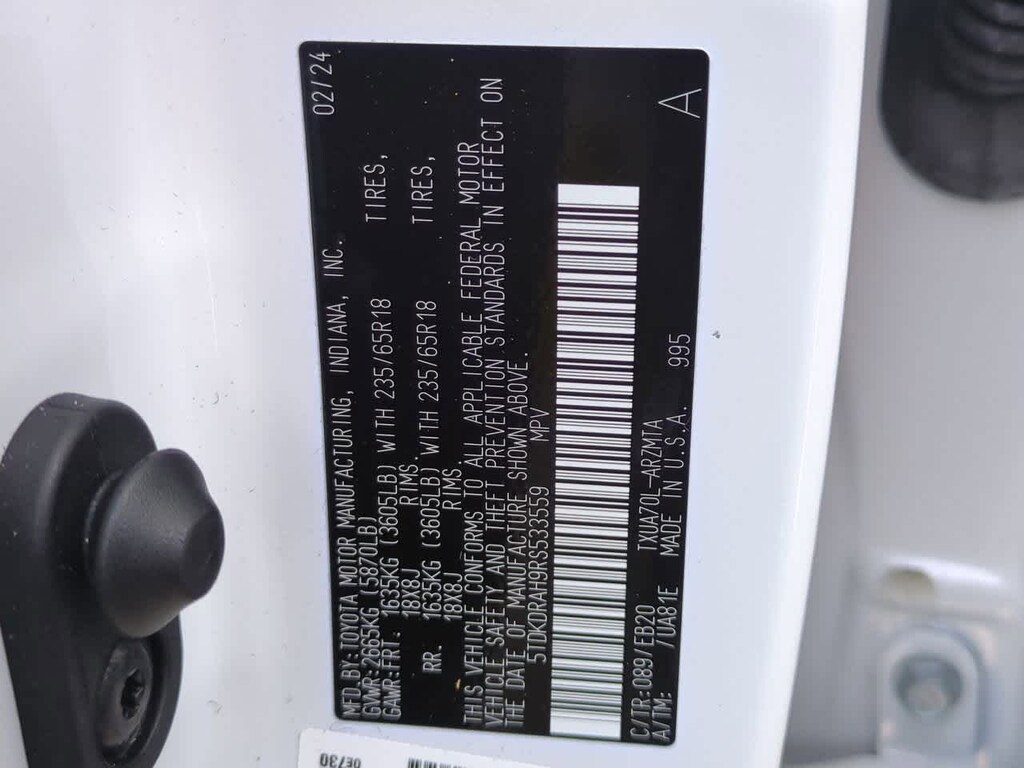 MFD.BY:TOYOTA MOTOR MANUFACTURING, INDIANA, INC. 02/24
GVWR:2665KG (5870LB)
GAWR:FRT. 1635KG (3605LB) WITH 235/65R18 TIRES,
18X8J RIMS.
RR. 1635KG (3605LB) WITH 235/65R18 TIRES,
18X8J RIMS.
THIS VEHICLE CONFORMS TO ALL APPLICABLE FEDERAL MOTOR
VEHICLE SAFETY AND THEFT PREVENTION STANDARDS IN EFFECT ON
THE DATE OF MANUFACTURE SHOWN ABOVE.
5TDKDRAH9RS533559 MPV
C/TR:089/FB20 TXUA70L-ARZMTA 995 A
A/TM: /UA81E MADE IN U.S.A.
0E730